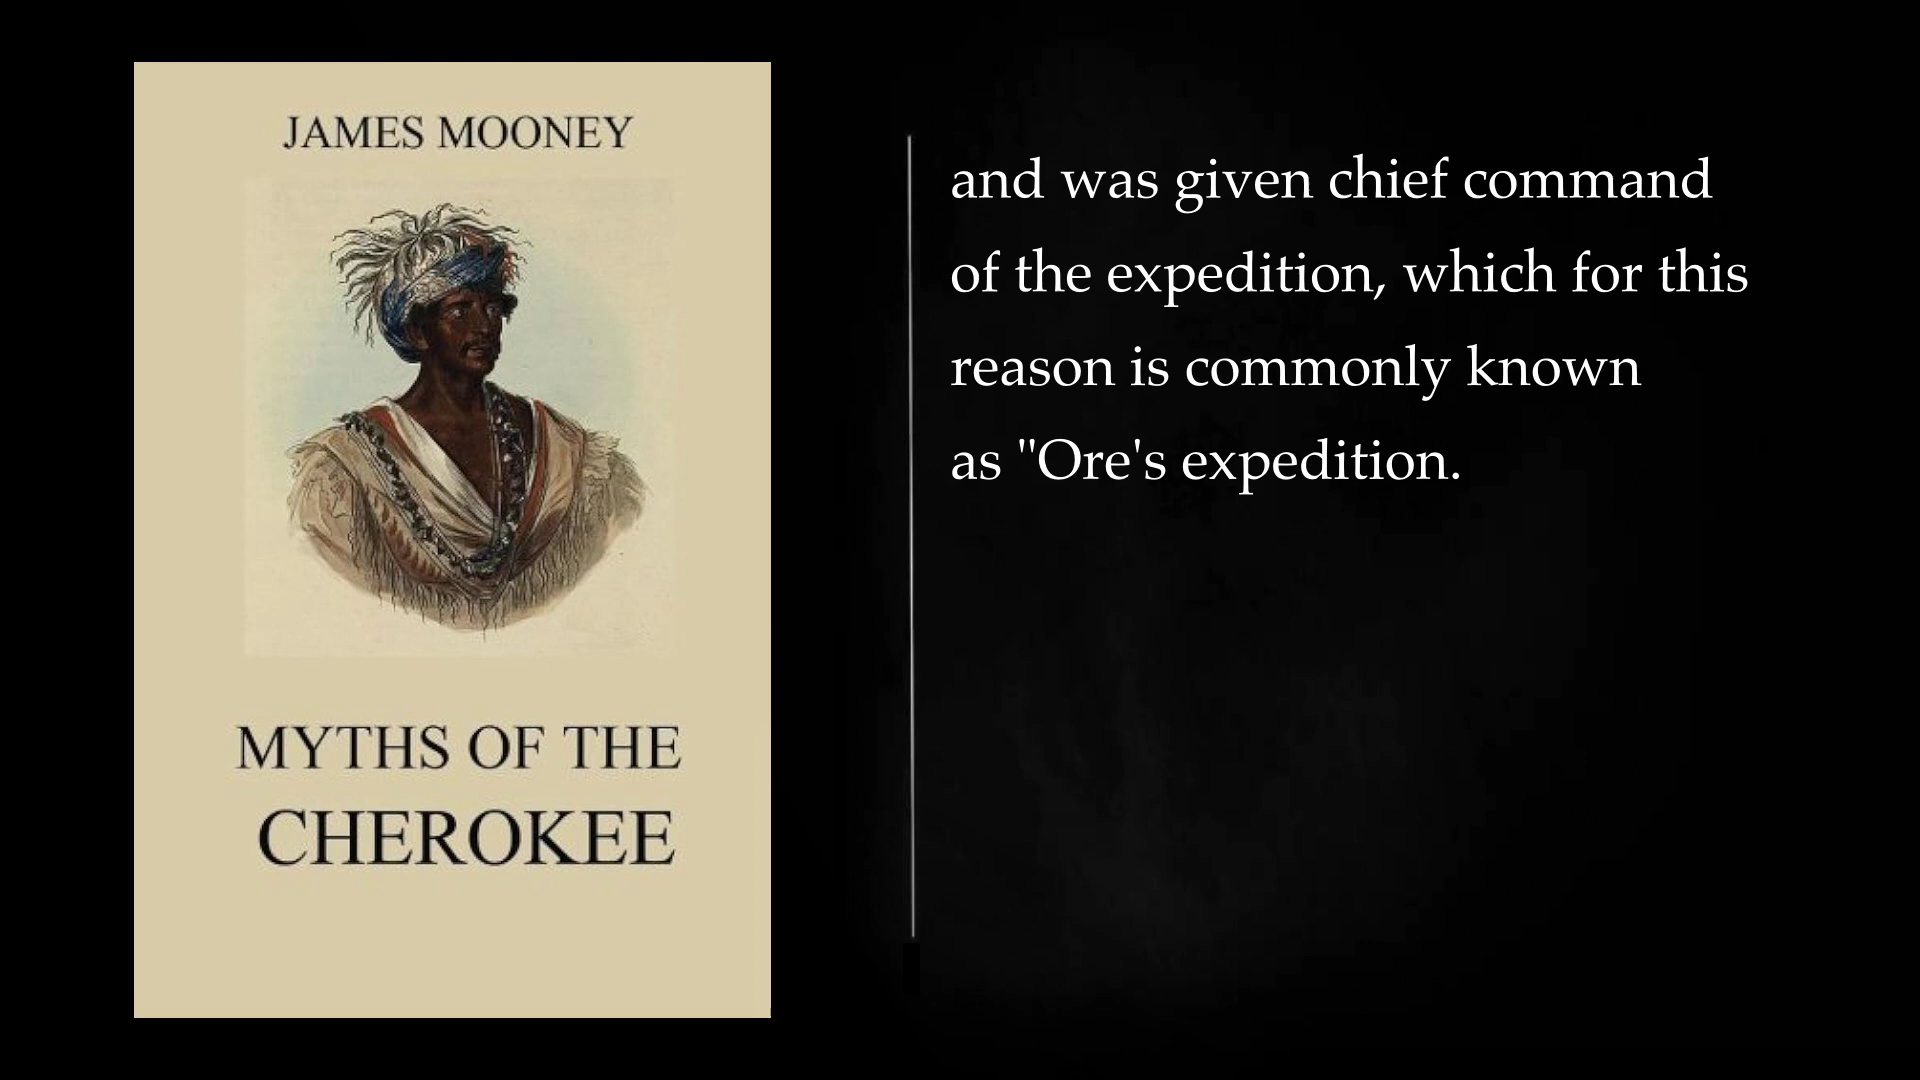 JAMES MOONEY
MYTHS OF THE
CHEROKEE
and was given chief command
of the expedition, which for this
reason is commonly known
as "Ore's expedition.